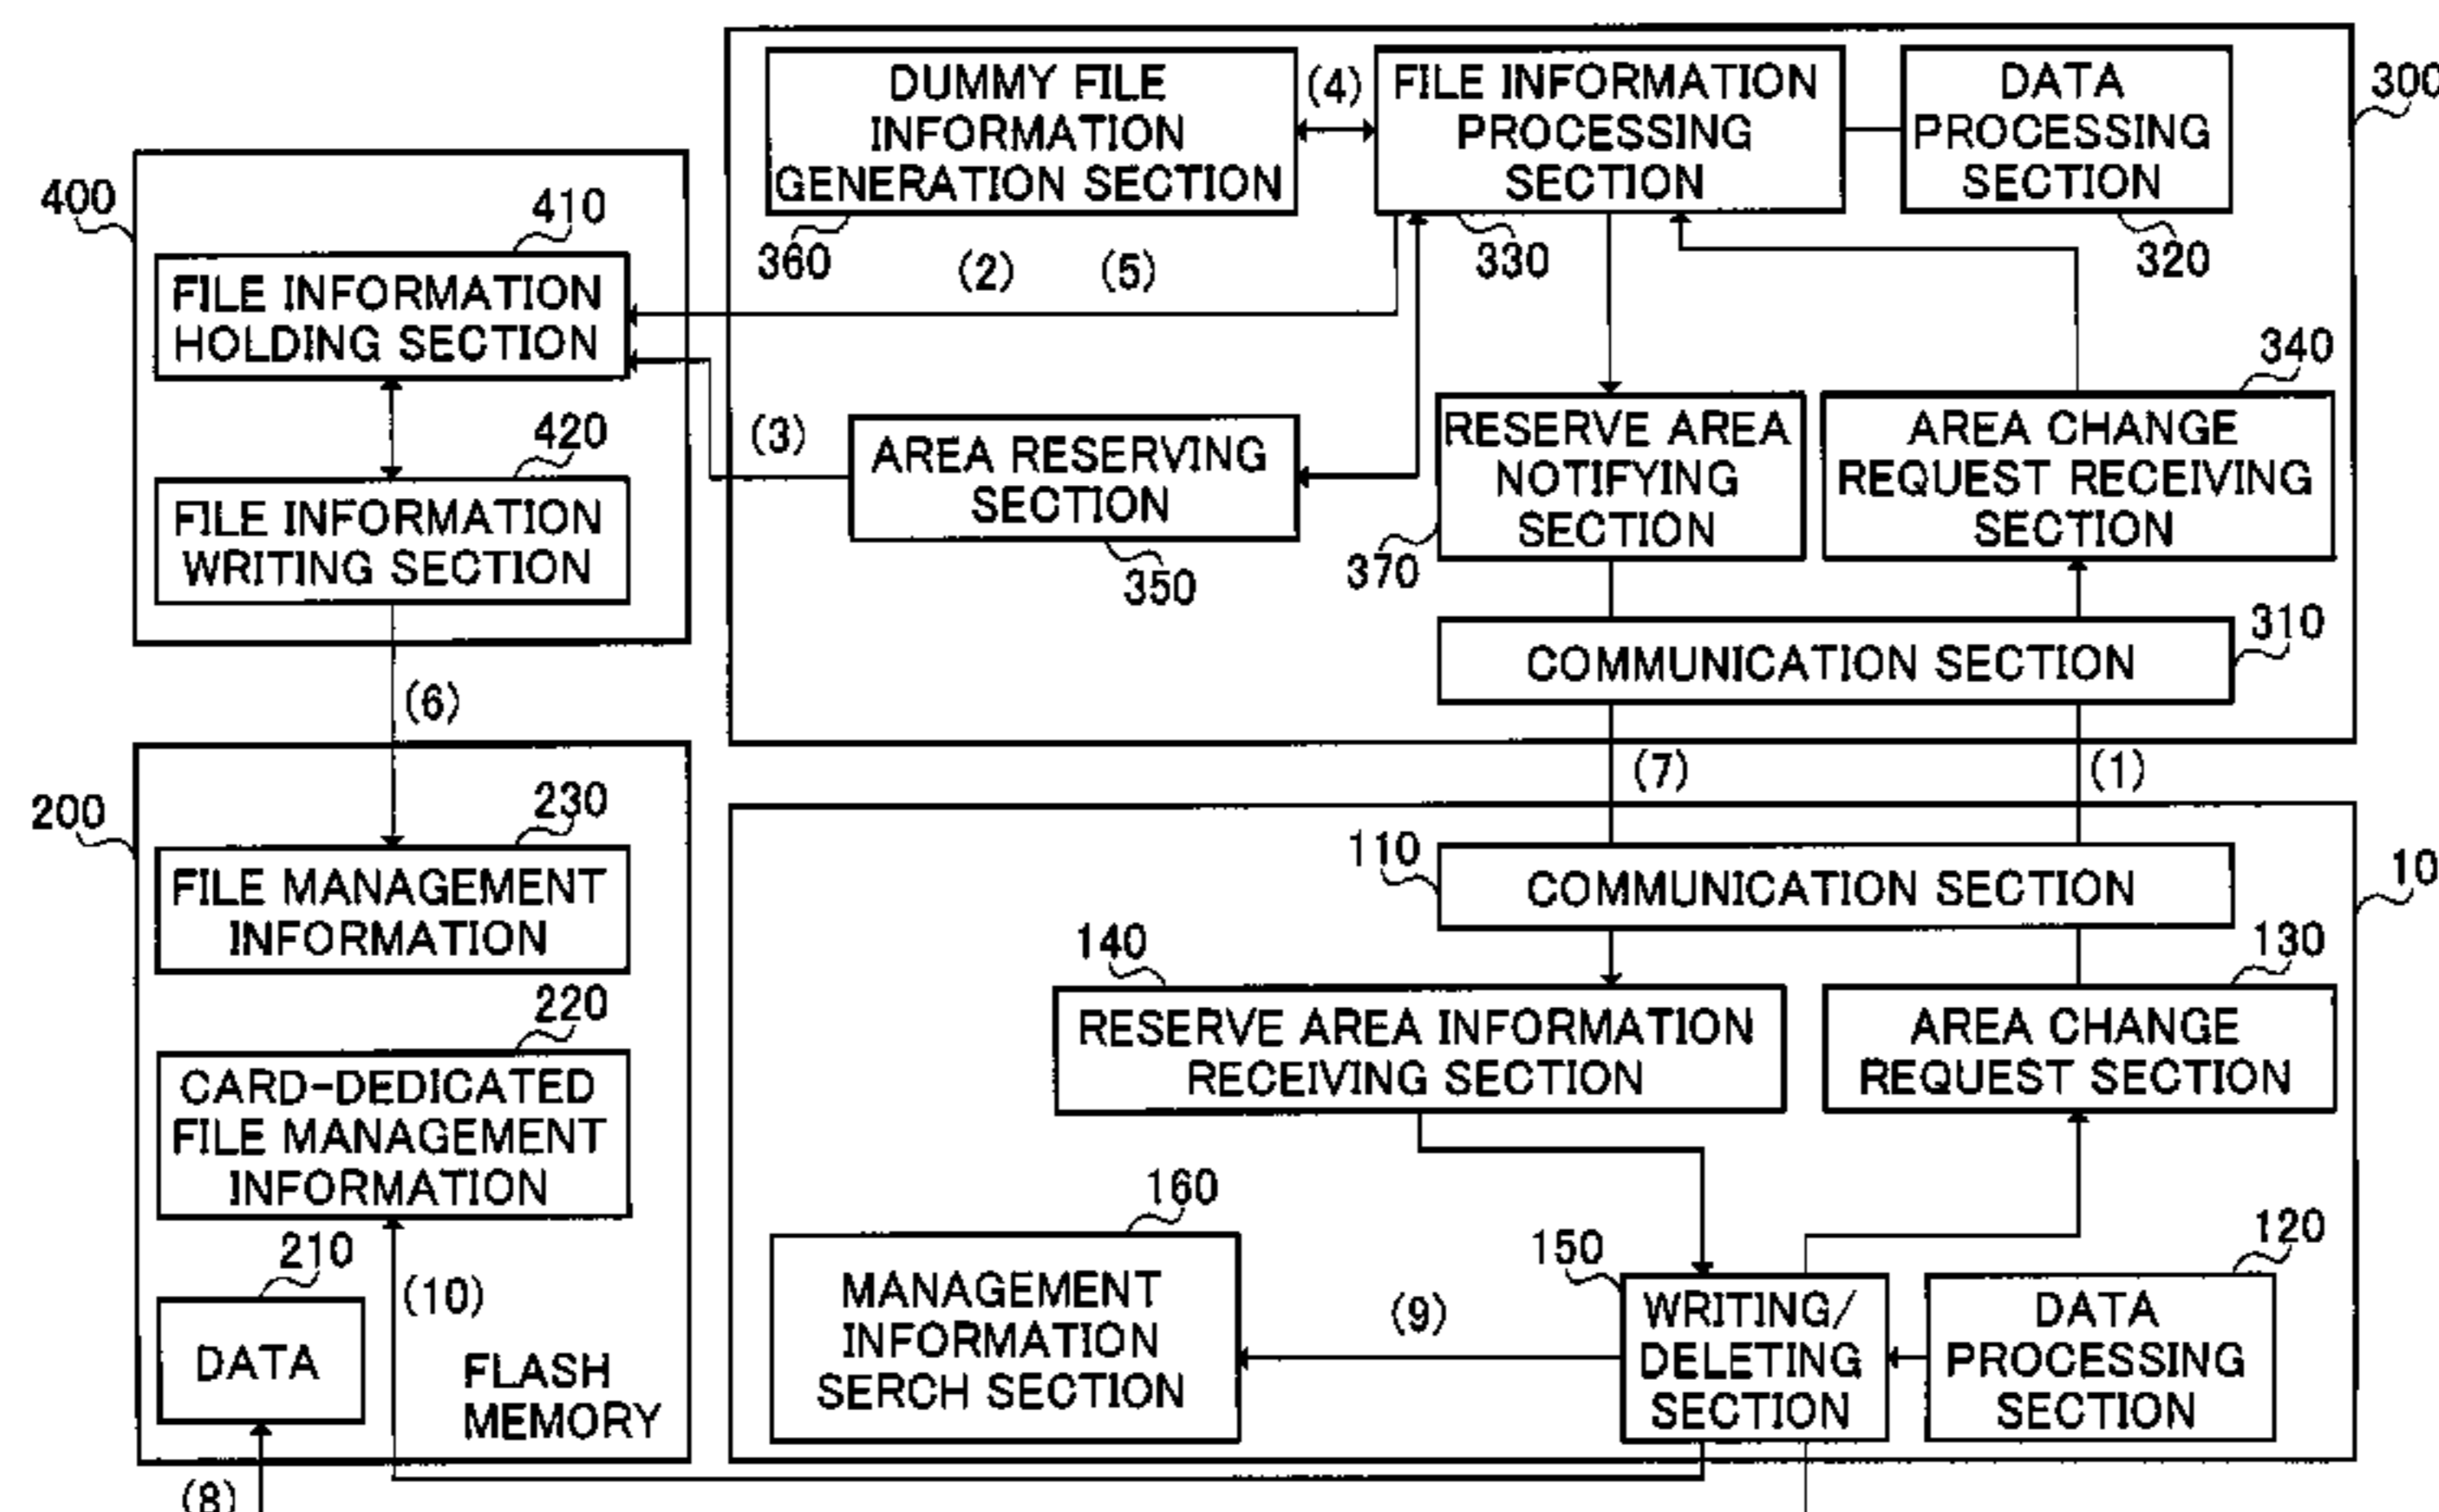 DUMMY FILE
INFORMATION
GENERATION SECTION
(4)
FILE INFORMATION
PROCESSING
SECTION
DATA
PROCESSING
SECTION
300
360
(2)
(5)
330
320
400
410
FILE INFORMATION
HOLDING SECTION
420
FILE INFORMATION
WRITING SECTION
(3)
AREA RESERVING
SECTION
350
RESERVE AREA
NOTIFYING
SECTION
370
340
AREA CHANGE
REQUEST RECEIVING
SECTION
310
COMMUNICATION SECTION
(6)
(7)
(1)
200
230
FILE MANAGEMENT
INFORMATION
220
CARD-DEDICATED
FILE MANAGEMENT
INFORMATION
210
DATA
(10)
FLASH
MEMORY
(8)
110
COMMUNICATION SECTION
10
140
RESERVE AREA INFORMATION
RECEIVING SECTION
130
AREA CHANGE
REQUEST SECTION
160
MANAGEMENT
INFORMATION
SERCH SECTION
(9)
150
WRITING/
DELETING
SECTION
120
DATA
PROCESSING
SECTION